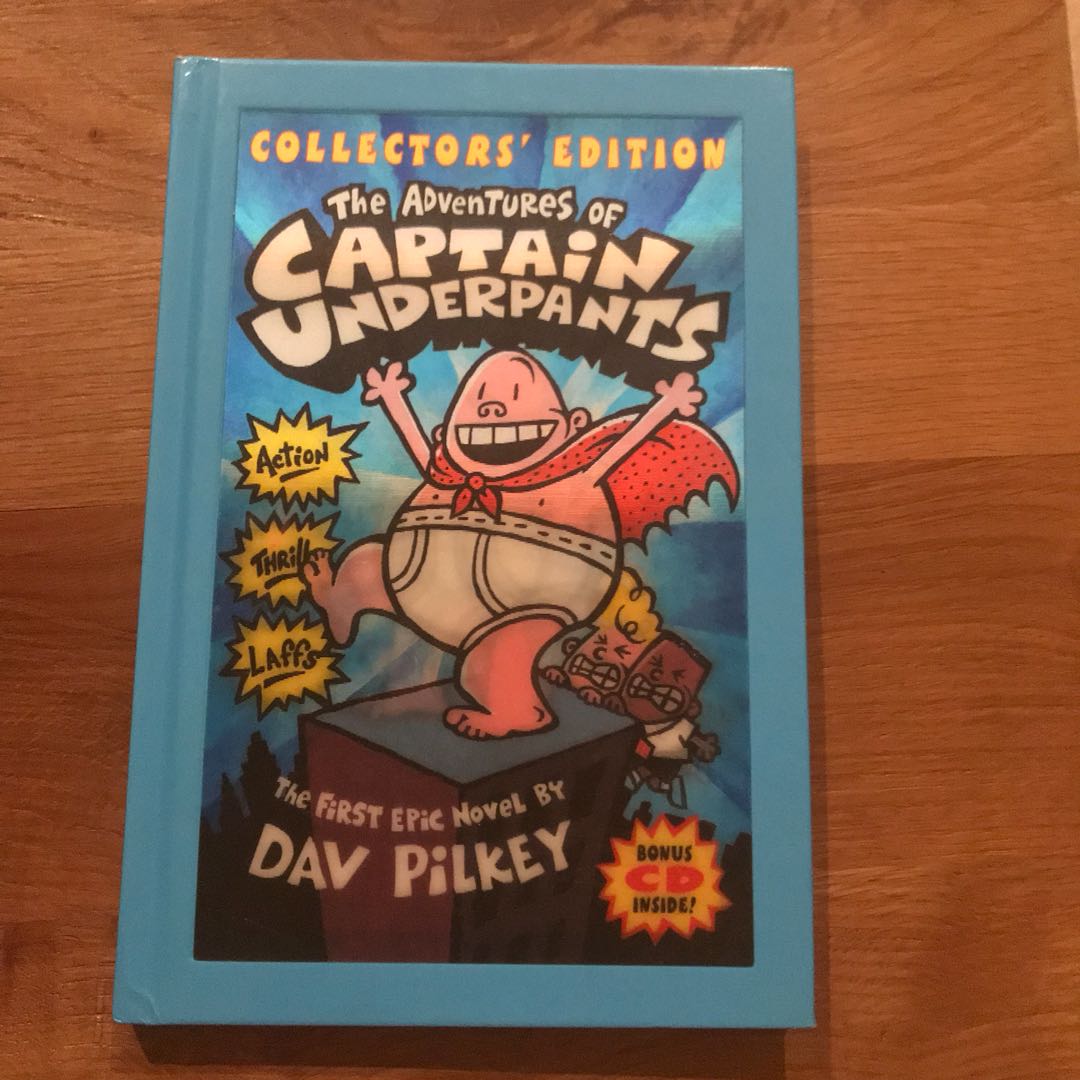 COLLECTORS' EDITION
The AdvenTURES OF
CAPTAiN
UNDERPANTS
AcTiON
LAffs
The FiRST EPiC NoveL BY
DAV PiLKEY
BONUS
CD
INSIDE!